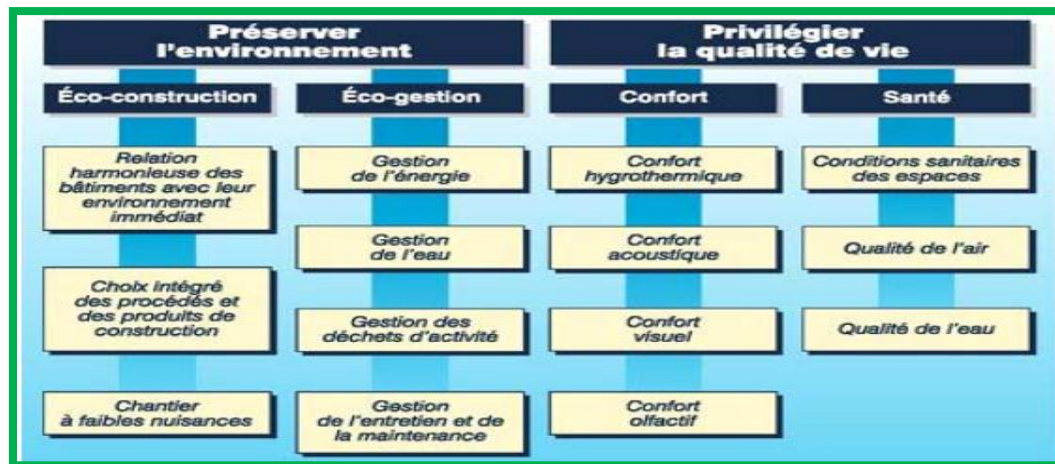 Préserver
l'environnement
Privilégier
la qualité de vie
Éco-construction
Éco-gestion
Confort
Santé
Relation
harmonieuse des
bâtiments avec leur
environnement
immédiat
Choix intégré
des procédés et
des produits de
construction
Chantier
à faibles nuisances
Gestion
de l'énergie
Gestion
de l'eau
Gestion des
déchets d'activité
Gestion
de l'entretien et de
la maintenance
Confort
hygrothermique
Confort
acoustique
Confort
visuel
Confort
olfactif
Conditions sanitaires
des espaces
Qualité de l'air
Qualité de l'eau